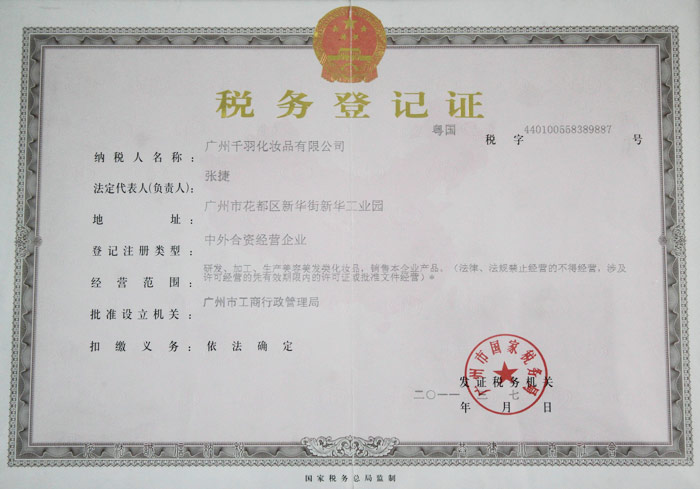 税务登记证
粤国 税 字 440100558389887 号
纳税人名称： 广州千羽化妆品有限公司
法定代表人(负责人)： 张捷
地 址： 广州市花都区新华街新华工业园
登记注册类型： 中外合资经营企业
经营范围： 研发、加工、生产美容美发类化妆品，销售本企业产品。（法律、法规禁止经营的不得经营，涉及
许可经营的凭有效期限内的许可证或批准文件经营）*
批准设立机关： 广州市工商行政管理局
扣缴义务： 依法确定
广州市国家税务局
发证税务机关
二〇一一 七
年 月 日
国家税务总局监制